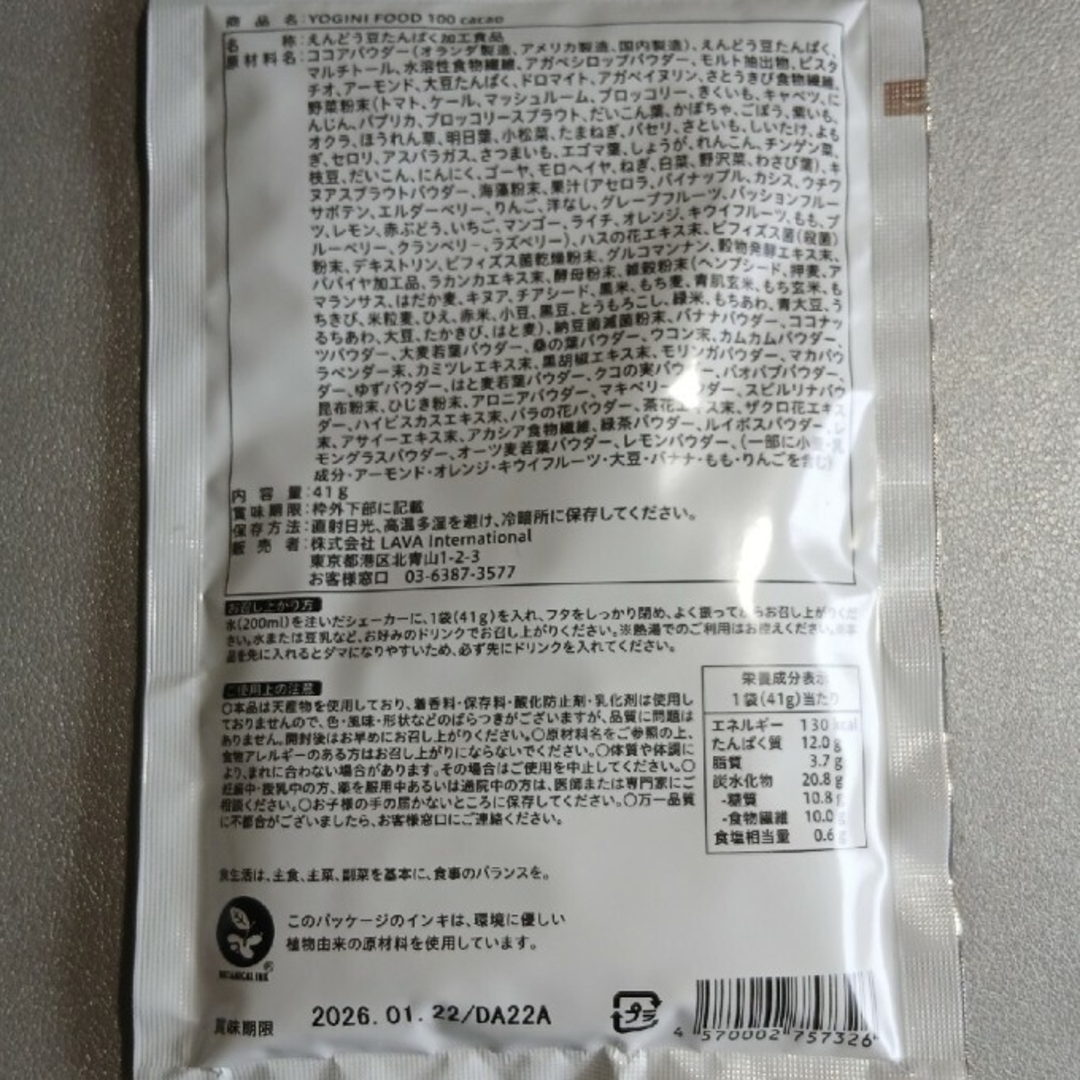 商品名:YOGINI FOOD 100 cacao
名称:えんどう豆たんぱく加工食品
原材料名:ココアパウダー(オランダ製造、アメリカ製造、国内製造)、えんどう豆たんぱく、
マルチトール、水溶性食物繊維、アガベシロップパウダー、モルト抽出物、ピスタ
チオ、アーモンド、大豆たんぱく、ドロマイト、アガベイヌリン、さとうきび食物繊維、
野菜粉末(トマト、ケール、マッシュルーム、ブロッコリー、きくいも、キャベツ、に
んじん、パプリカ、ブロッコリースプラウト、だいこん葉、かぼちゃ、ごぼう、紫いも、
オクラ、ほうれん草、明日葉、小松菜、たまねぎ、パセリ、さといも、しいたけ、よも
ぎ、セロリ、アスパラガス、さつまいも、エゴマ葉、しょうが、れんこん、チンゲン菜、
枝豆、だいこん、にんにく、ゴーヤ、モロヘイヤ、ねぎ、白菜、野沢菜、わさび葉)、キ
ヌアスプラウトパウダー、海藻粉末、果汁(アセロラ、パイナップル、カシス、ウチワ
サボテン、エルダーベリー、りんご、洋なし、グレープフルーツ、パッションフルー
ツ、レモン、赤ぶどう、いちご、マンゴー、ライチ、オレンジ、キウイフルーツ、もも、ブ
ルーベリー、クランベリー、ラズベリー)、ハスの花エキス末、ビフィズス菌(殺菌)
粉末、デキストリン、ビフィズス菌乾燥粉末、グルコマンナン、穀物発酵エキス末、
パパイヤ加工品、ラカンカエキス末、酵母粉末、雑穀粉末(ヘンプシード、押麦、ア
マランサス、はだか麦、キヌア、チアシード、黒米、もち麦、青肌玄米、もち玄米、も
ちきび、米粒麦、ひえ、赤米、小豆、黒豆、とうもろこし、緑米、もちあわ、青大豆、う
るちあわ、大豆、たかきび、はと麦)、納豆菌滅菌粉末、バナナパウダー、ココナッ
ツパウダー、大麦若葉パウダー、桑の葉パウダー、ウコン末、カムカムパウダー、
ラベンダー末、カミツレエキス末、黒胡椒エキス末、モリンガパウダー、マカパウ
ダー、ゆずパウダー、はと麦若葉パウダー、クコの実パウダー、バオバブパウダー、
昆布粉末、ひじき粉末、アロニアパウダー、マキベリーパウダー、スピルリナパウ
ダー、ハイビスカスエキス末、バラの花パウダー、茶花エキス末、ザクロ花エキス
末、アサイーエキス末、アカシア食物繊維、緑茶パウダー、ルイボスパウダー、レ
モングラスパウダー、オーツ麦若葉パウダー、レモンパウダー、(一部に小麦・乳
成分・アーモンド・オレンジ・キウイフルーツ・大豆・バナナ・もも・りんごを含む)
内容量:41g
賞味期限:枠外下部に記載
保存方法:直射日光、高温多湿を避け、冷暗所に保存してください。
販売者:株式会社 LAVA International
東京都港区北青山1-2-3
お客様窓口 03-6387-3577
お召し上がり方
水(200ml)を注いだシェーカーに、1袋(41g)を入れ、フタをしっかり閉め、よく振ってからお召し上がりくだ
さい。水または豆乳など、お好みのドリンクでお召し上がりください。※熱湯でのご利用はお控えください。※本
品を先に入れるとダマになりやすいため、必ず先にドリンクを入れてください。
ご使用上の注意
〇本品は天産物を使用しており、着香料・保存料・酸化防止剤・乳化剤は使用し
ておりませんので、色・風味・形状などのばらつきがございますが、品質に問題は
ありません。開封後はお早めにお召し上がりください。〇原材料名をご参照の上、
食物アレルギーのある方はお召し上がりにならないでください。〇体質や体調に
より、まれに合わない場合があります。その場合はご使用を中止してください。〇
妊娠中・授乳中の方、薬を服用中あるいは通院中の方は、医師または専門家にご
相談ください。〇お子様の手の届かないところに保存してください。〇万一品質
に不都合がございましたら、お客様窓口にご連絡ください。
栄養成分表示
1袋(41g)当たり
エネルギー 130 kcal
たんぱく質 12.0g
脂質 3.7g
炭水化物 20.8g
-糖質 10.8g
-食物繊維 10.0g
食塩相当量 0.6g
食生活は、主食、主菜、副菜を基本に、食事のバランスを。
このパッケージのインキは、環境に優しい
植物由来の原材料を使用しています。
BOTANICAL INK®
賞味期限 2026.01.22/DA22A
プラ
4 570002 757326